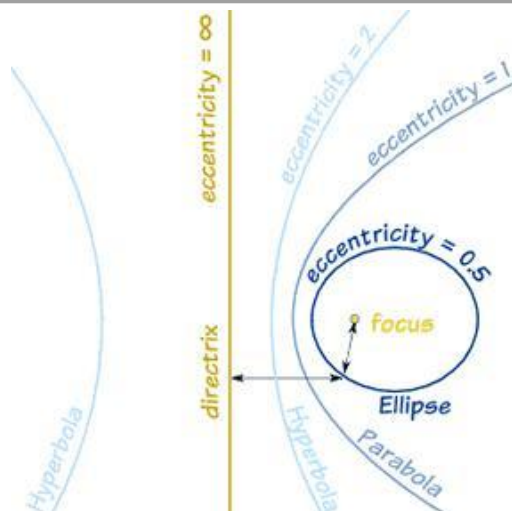 eccentricity = ∞
eccentricity = 2
eccentricity = 1
eccentricity = 0.5
focus
directrix
Ellipse
Hyperbola
Hyperbola
Parabola